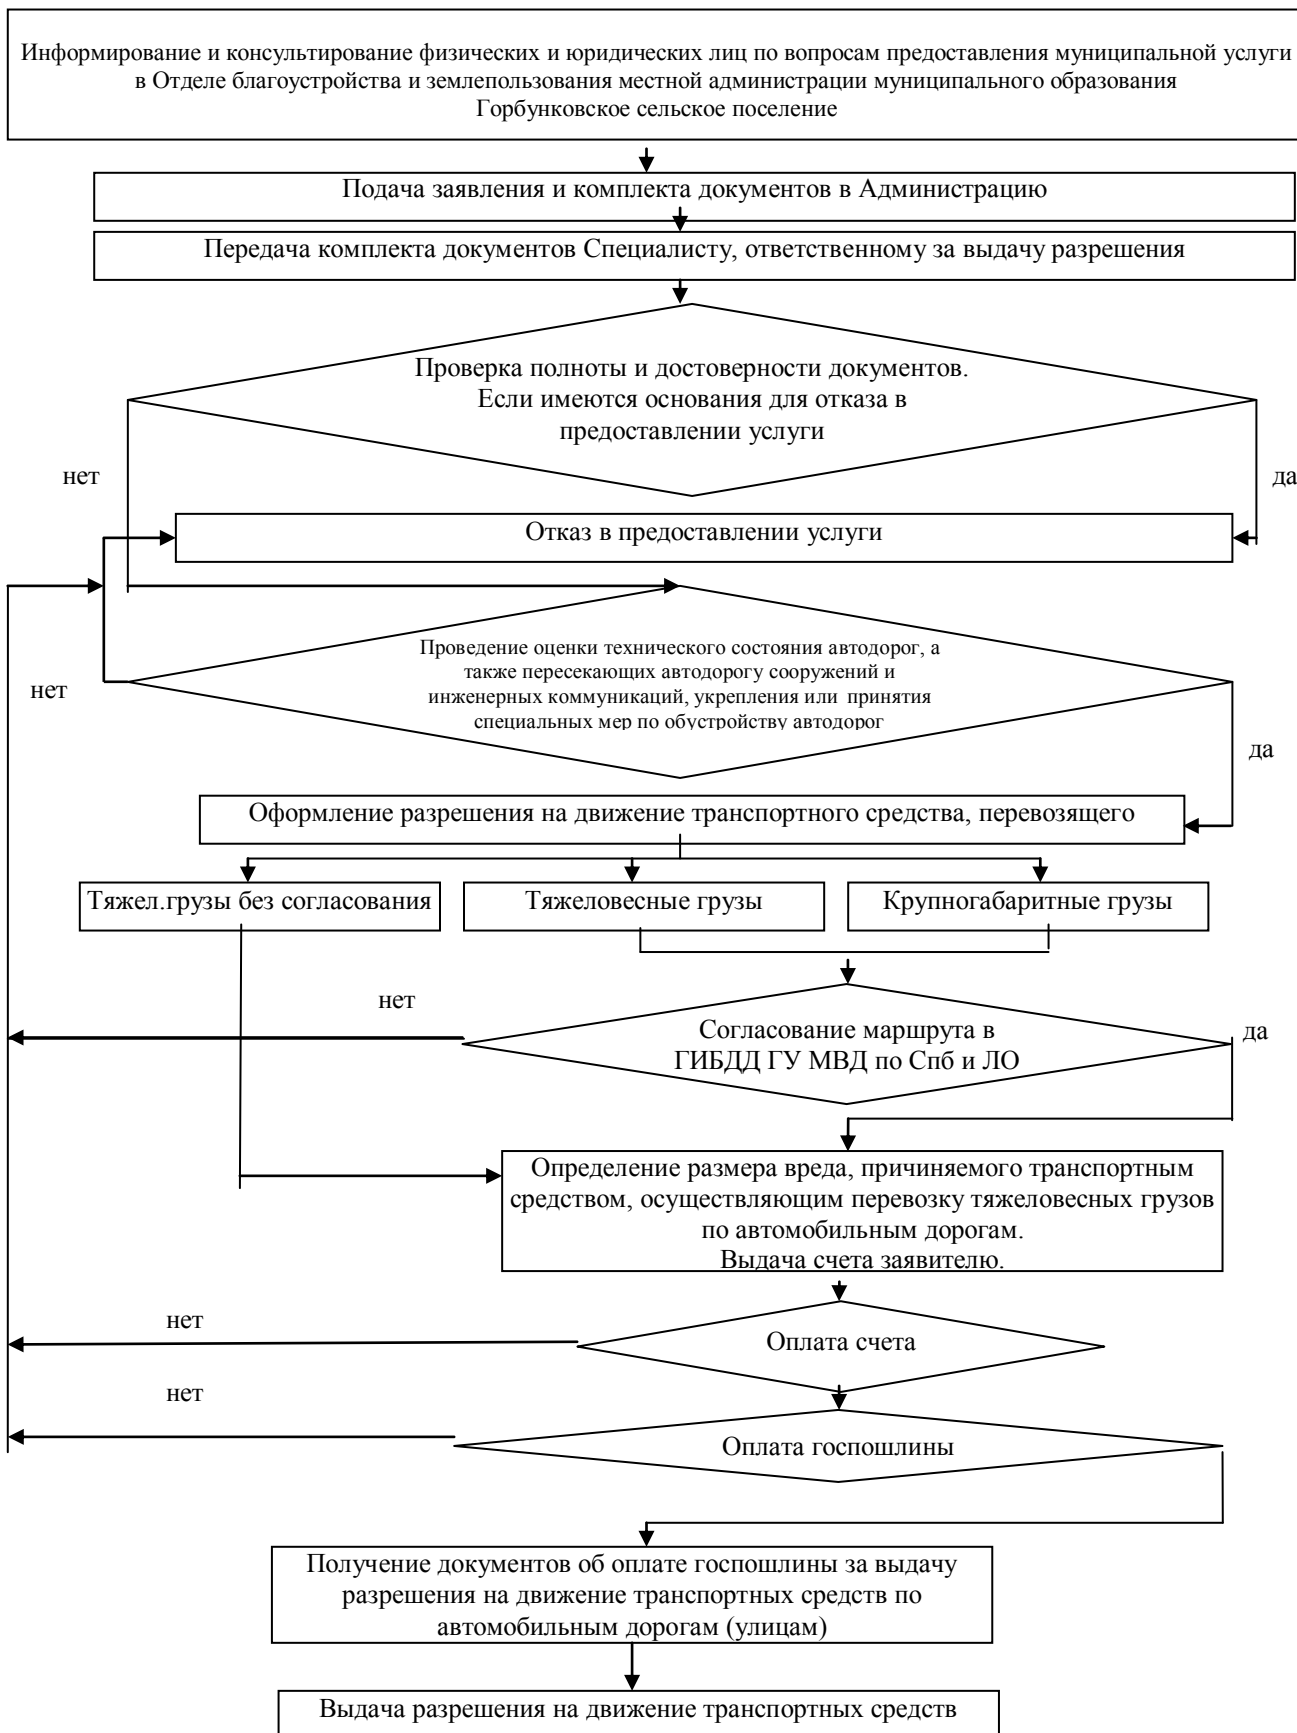 Информирование и консультирование физических и юридических лиц по вопросам предоставления муниципальной услуги
в Отделе благоустройства и землепользования местной администрации муниципального образования
Горбунковское сельское поселение
Подача заявления и комплекта документов в Администрацию
Передача комплекта документов Специалисту, ответственному за выдачу разрешения
Проверка полноты и достоверности документов.
Если имеются основания для отказа в
предоставлении услуги
нет
да
Отказ в предоставлении услуги
Проведение оценки технического состояния автодорог, а
также пересекающих автодорогу сооружений и
инженерных коммуникаций, укрепления или принятия
специальных мер по обустройству автодорог
нет
да
Оформление разрешения на движение транспортного средства, перевозящего
Тяжел.грузы без согласования
Тяжеловесные грузы
Крупногабаритные грузы
нет
Согласование маршрута в
ГИБДД ГУ МВД по Спб и ЛО
да
Определение размера вреда, причиняемого транспортным
средством, осуществляющим перевозку тяжеловесных грузов
по автомобильным дорогам.
Выдача счета заявителю.
нет
Оплата счета
нет
Оплата госпошлины
Получение документов об оплате госпошлины за выдачу
разрешения на движение транспортных средств по
автомобильным дорогам (улицам)
Выдача разрешения на движение транспортных средств